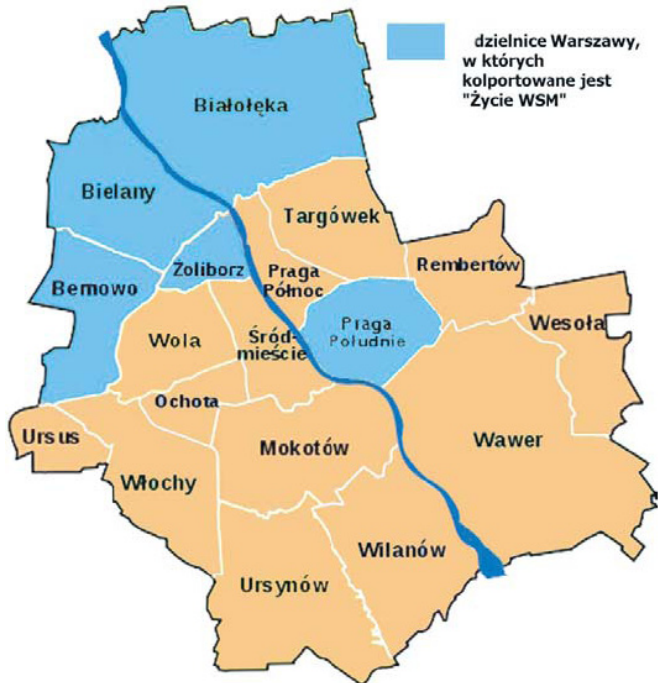 dzielnice Warszawy,
w których
kolportowane jest
"Życie WSM"
Białołęka
Bielany
Targówek
Żoliborz
Rembertów
Bemowo
Praga
Północ
Wesoła
Praga
Południe
Wola
Śród-
mieście
Ochota
Ursus
Mokotów
Wawer
Włochy
Wilanów
Ursynów